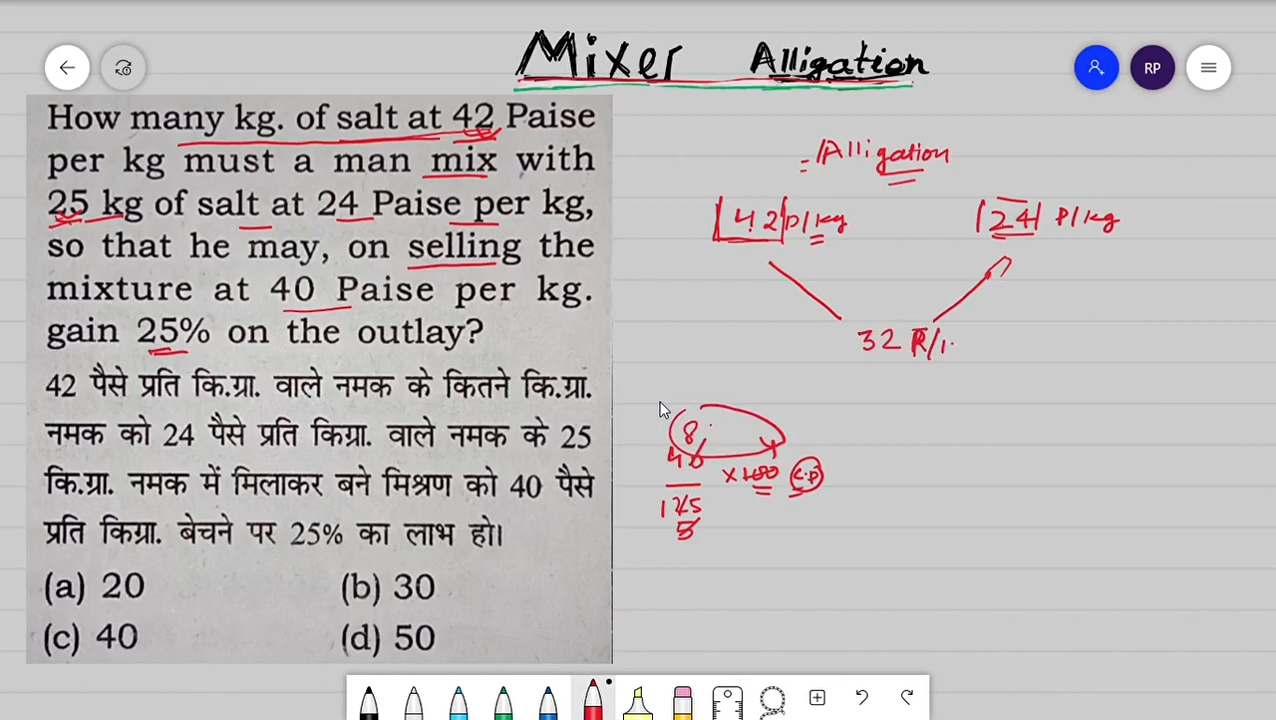 Mixer Alligation
RP
How many kg. of salt at 42 Paise
per kg must a man mix with
25 kg of salt at 24 Paise per kg,
so that he may, on selling the
mixture at 40 Paise per kg.
gain 25% on the outlay?
42 पैसे प्रति कि.ग्रा. वाले नमक के कितने कि.ग्रा.
नमक को 24 पैसे प्रति किग्रा. वाले नमक के 25
कि.ग्रा. नमक में मिलाकर बने मिश्रण को 40 पैसे
प्रति किग्रा. बेचने पर 25% का लाभ हो।
(a) 20 (b) 30
(c) 40 (d) 50
Alligation
42 P/kg 24 P/kg
32
8
40
x100 C.P
125
5